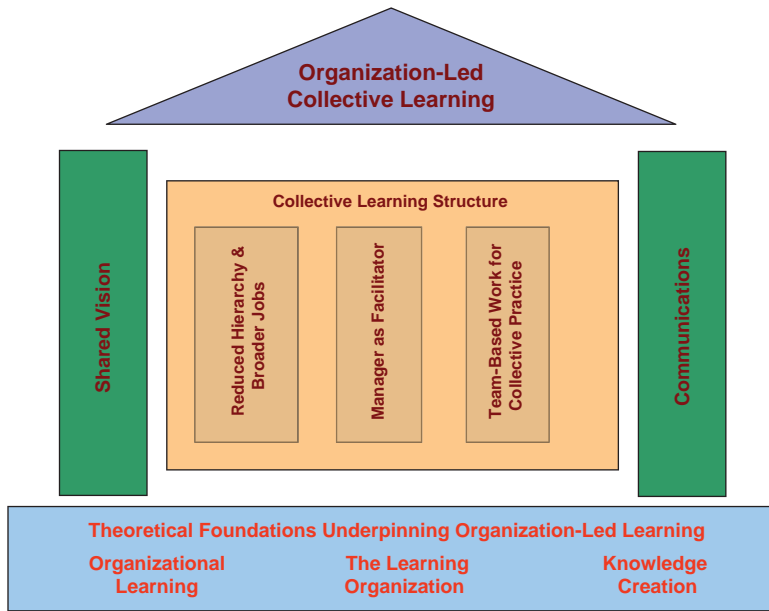 Organization-Led
Collective Learning
Shared Vision
Collective Learning Structure
Reduced Hierarchy &
Broader Jobs
Manager as Facilitator
Team-Based Work for
Collective Practice
Communications
Theoretical Foundations Underpinning Organization-Led Learning
Organizational
Learning
The Learning
Organization
Knowledge
Creation